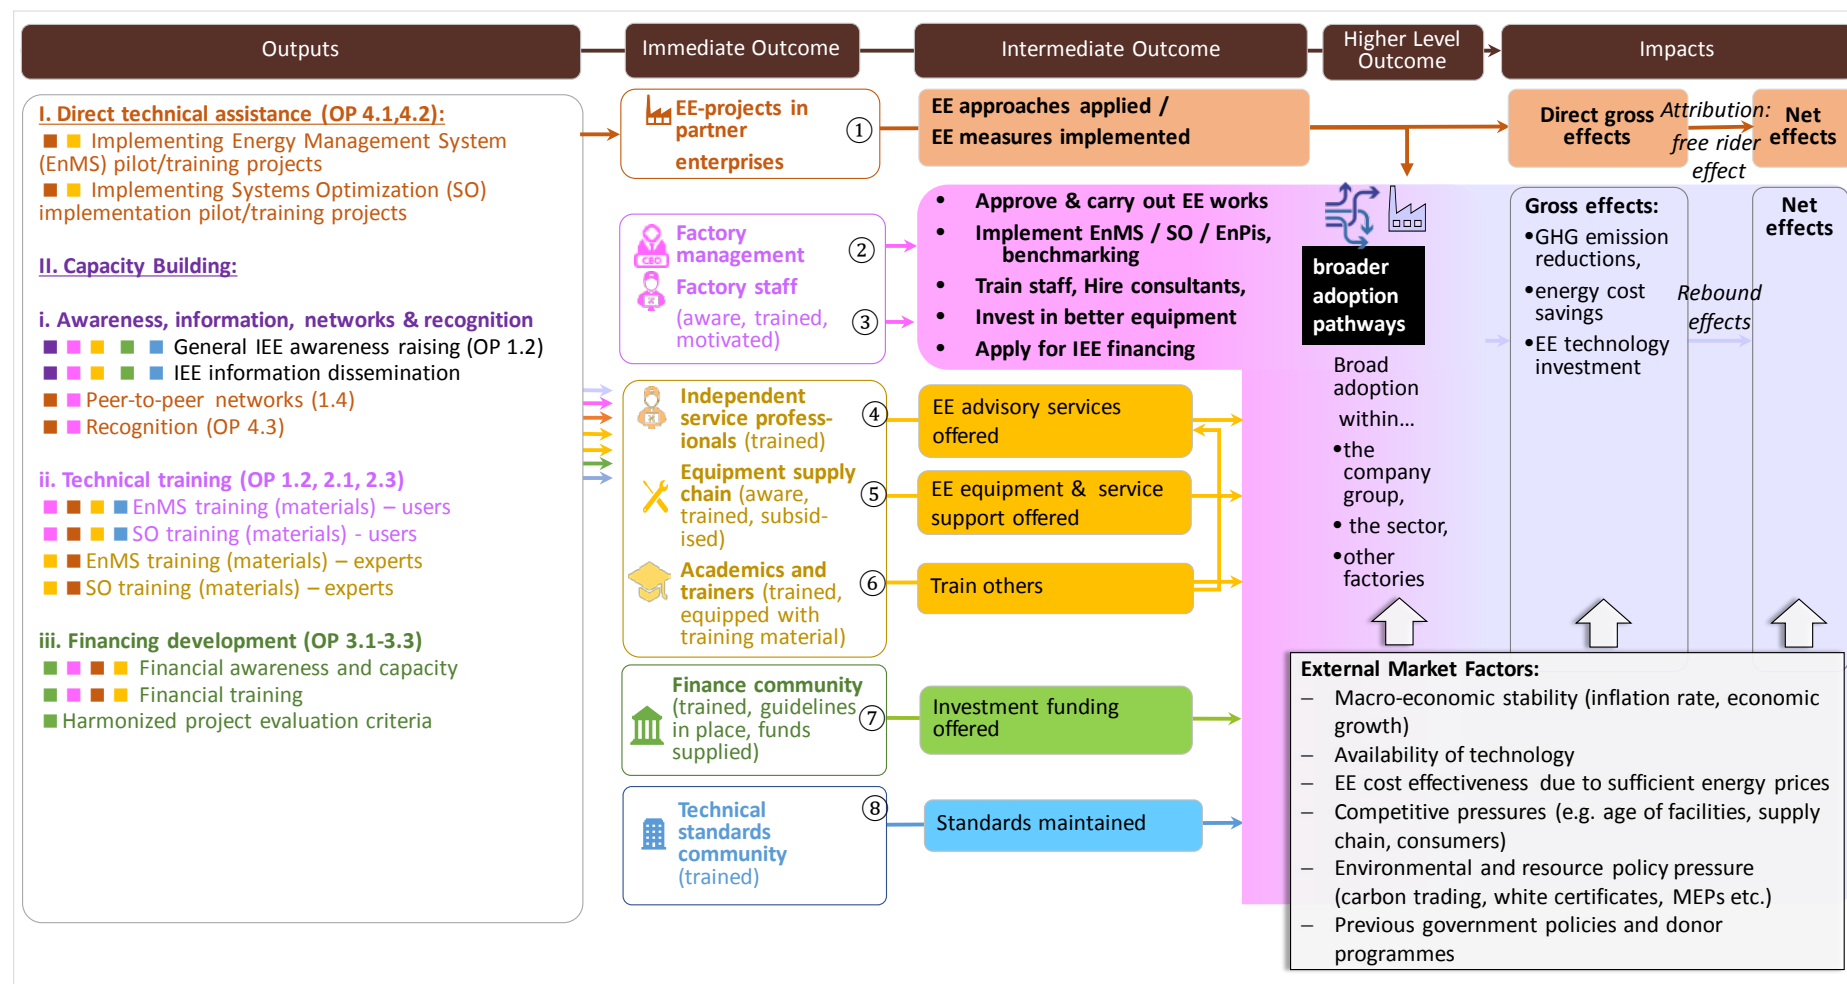 Outputs
Immediate Outcome
Intermediate Outcome
Higher Level
Outcome
Impacts
I. Direct technical assistance (OP 4.1,4.2):
Implementing Energy Management System
(EnMS) pilot/training projects
Implementing Systems Optimization (SO)
implementation pilot/training projects
II. Capacity Building:
i. Awareness, information, networks & recognition
General IEE awareness raising (OP 1.2)
IEE information dissemination
Peer-to-peer networks (1.4)
Recognition (OP 4.3)
ii. Technical training (OP 1.2, 2.1, 2.3)
EnMS training (materials) – users
SO training (materials) - users
EnMS training (materials) – experts
SO training (materials) – experts
iii. Financing development (OP 3.1-3.3)
Financial awareness and capacity
Financial training
Harmonized project evaluation criteria
EE-projects in
partner
enterprises
①
Factory
management
②
CEO
Factory staff
(aware, trained,
motivated)
③
Independent
service profess-
ionals (trained)
④
Equipment supply
chain (aware,
trained, subsid-
ised)
⑤
Academics and
trainers (trained,
equipped with
training material)
⑥
Finance community
(trained, guidelines
in place, funds
supplied)
⑦
Technical
standards
community
(trained)
⑧
EE approaches applied /
EE measures implemented
• Approve & carry out EE works
• Implement EnMS / SO / EnPis,
benchmarking
• Train staff, Hire consultants,
• Invest in better equipment
• Apply for IEE financing
EE advisory services
offered
EE equipment & service
support offered
Train others
Investment funding
offered
Standards maintained
broader
adoption
pathways
Broad
adoption
within...
•the
company
group,
• the sector,
•other
factories
Direct gross
effects
Attribution:
free rider
effect
Net
effects
Gross effects:
•GHG emission
reductions,
•energy cost
savings
•EE technology
investment
Rebound
effects
Net
effects
External Market Factors:
– Macro-economic stability (inflation rate, economic
growth)
– Availability of technology
– EE cost effectiveness due to sufficient energy prices
– Competitive pressures (e.g. age of facilities, supply
chain, consumers)
– Environmental and resource policy pressure
(carbon trading, white certificates, MEPs etc.)
– Previous government policies and donor
programmes